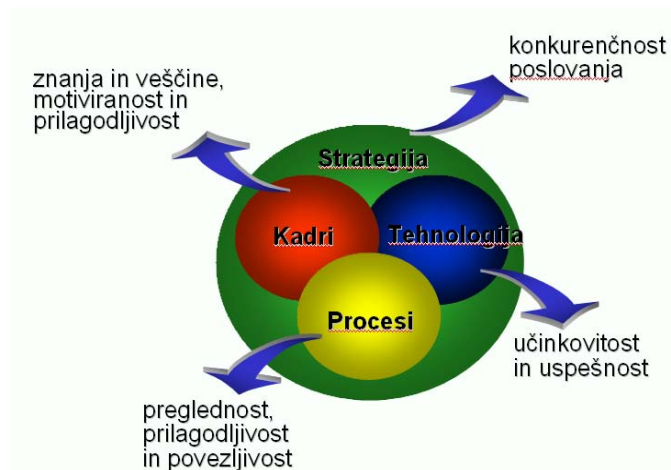 konkurenčnost
poslovanja
znanja in veščine,
motiviranost in
prilagodljivost
Strategija
Kadri
Tehnologija
Procesi
učinkovitost
in uspešnost
preglednost,
prilagodljivost
in povezljivost